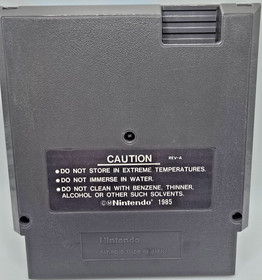 CAUTION
REV-A
•DO NOT STORE IN EXTREME TEMPERATURES.
•DO NOT IMMERSE IN WATER.
•DO NOT CLEAN WITH BENZENE, THINNER,
ALCOHOL OR OTHER SUCH SOLVENTS.
©Ⓜ Nintendo® 1985
Nintendo